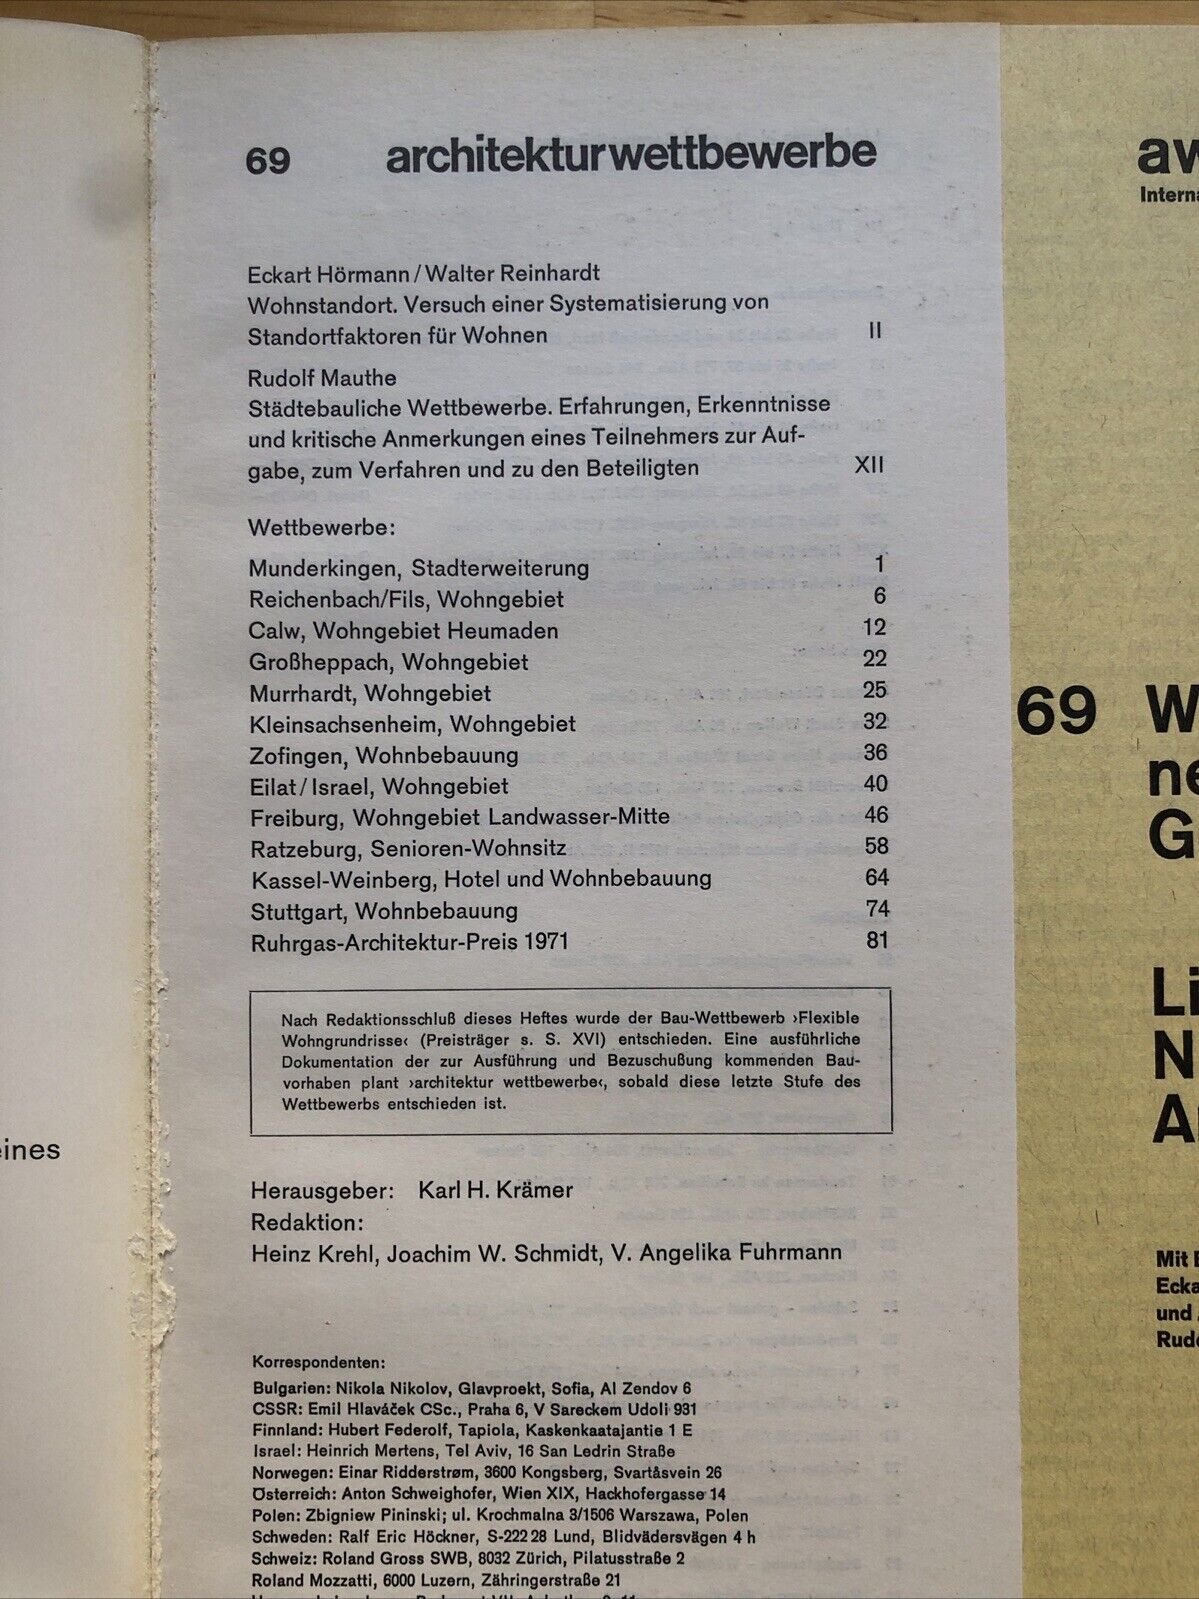 69 architekturwettbewerbe
Eckart Hörmann / Walter Reinhardt
Wohnstandort. Versuch einer Systematisierung von
Standortfaktoren für Wohnen II
Rudolf Mauthe
Städtebauliche Wettbewerbe. Erfahrungen, Erkenntnisse
und kritische Anmerkungen eines Teilnehmers zur Auf-
gabe, zum Verfahren und zu den Beteiligten XII
Wettbewerbe:
Munderkingen, Stadterweiterung 1
Reichenbach/Fils, Wohngebiet 6
Calw, Wohngebiet Heumaden 12
Großheppach, Wohngebiet 22
Murrhardt, Wohngebiet 25
Kleinsachsenheim, Wohngebiet 32
Zofingen, Wohnbebauung 36
Eilat / Israel, Wohngebiet 40
Freiburg, Wohngebiet Landwasser-Mitte 46
Ratzeburg, Senioren-Wohnsitz 58
Kassel-Weinberg, Hotel und Wohnbebauung 64
Stuttgart, Wohnbebauung 74
Ruhrgas-Architektur-Preis 1971 81
Nach Redaktionsschluß dieses Heftes wurde der Bau-Wettbewerb ›Flexible
Wohngrundrisse‹ (Preisträger s. S. XVI) entschieden. Eine ausführliche
Dokumentation der zur Ausführung und Bezuschußung kommenden Bau-
vorhaben plant ›architektur wettbewerbe‹, sobald diese letzte Stufe des
Wettbewerbs entschieden ist.
Herausgeber: Karl H. Krämer
Redaktion:
Heinz Krehl, Joachim W. Schmidt, V. Angelika Fuhrmann
Korrespondenten:
Bulgarien: Nikola Nikolov, Glavproekt, Sofia, Al Zendov 6
CSSR: Emil Hlaváček CSc., Praha 6, V Sareckem Udoli 931
Finnland: Hubert Federolf, Tapiola, Kaskenkaatajantie 1 E
Israel: Heinrich Mertens, Tel Aviv, 16 San Ledrin Straße
Norwegen: Einar Ridderstrøm, 3600 Kongsberg, Svartåsvein 26
Österreich: Anton Schweighofer, Wien XIX, Hackhofergasse 14
Polen: Zbigniew Pininski; ul. Krochmalna 3/1506 Warszawa, Polen
Schweden: Ralf Eric Höckner, S-222 28 Lund, Blidvädersvägen 4 h
Schweiz: Roland Gross SWB, 8032 Zürich, Pilatusstraße 2
Roland Mozzatti, 6000 Luzern, Zähringerstraße 21
eines
aw
Interna
69 W
ne
G
Li
N
A
Mit
Ecka
und
Rud